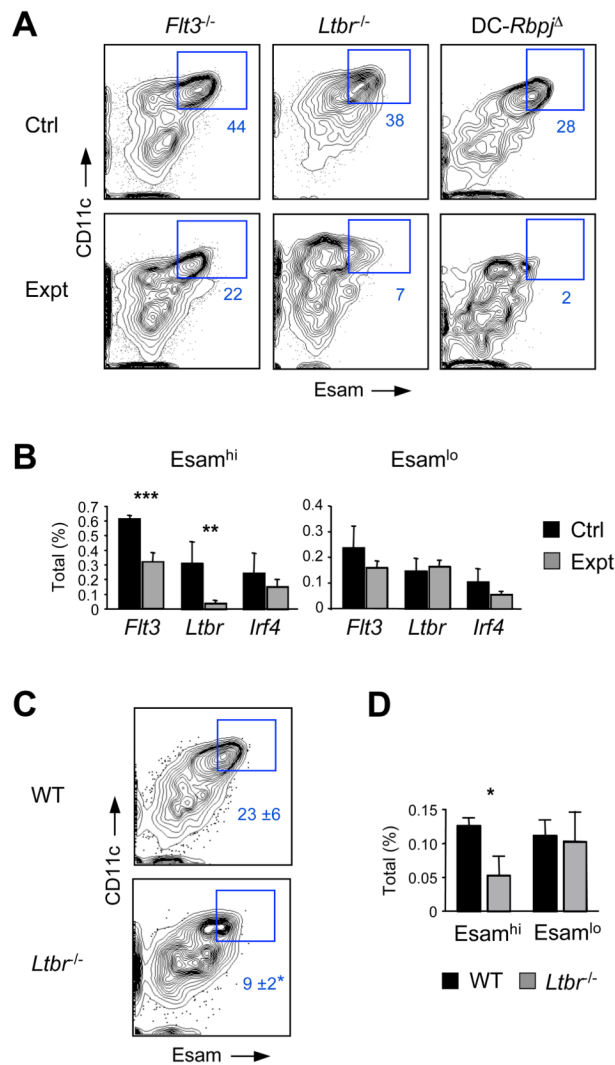 A
Flt3-/- Ltbr-/- DC-RbpjΔ
Ctrl
44 38 28
CD11c
Expt
22 7 2
Esam
B
Esamhi Esamlo
Total (%)
0.7
0.6
0.5
0.4
0.3
0.2
0.1
0
*** **
Flt3 Ltbr Irf4
0.4
0.3
0.2
0.1
0
Flt3 Ltbr Irf4
Ctrl
Expt
C
WT
23 ±6
CD11c
Ltbr-/-
9 ±2*
Esam
D
Total (%)
0.15
0.10
0.05
0
*
Esamhi Esamlo
WT Ltbr-/-